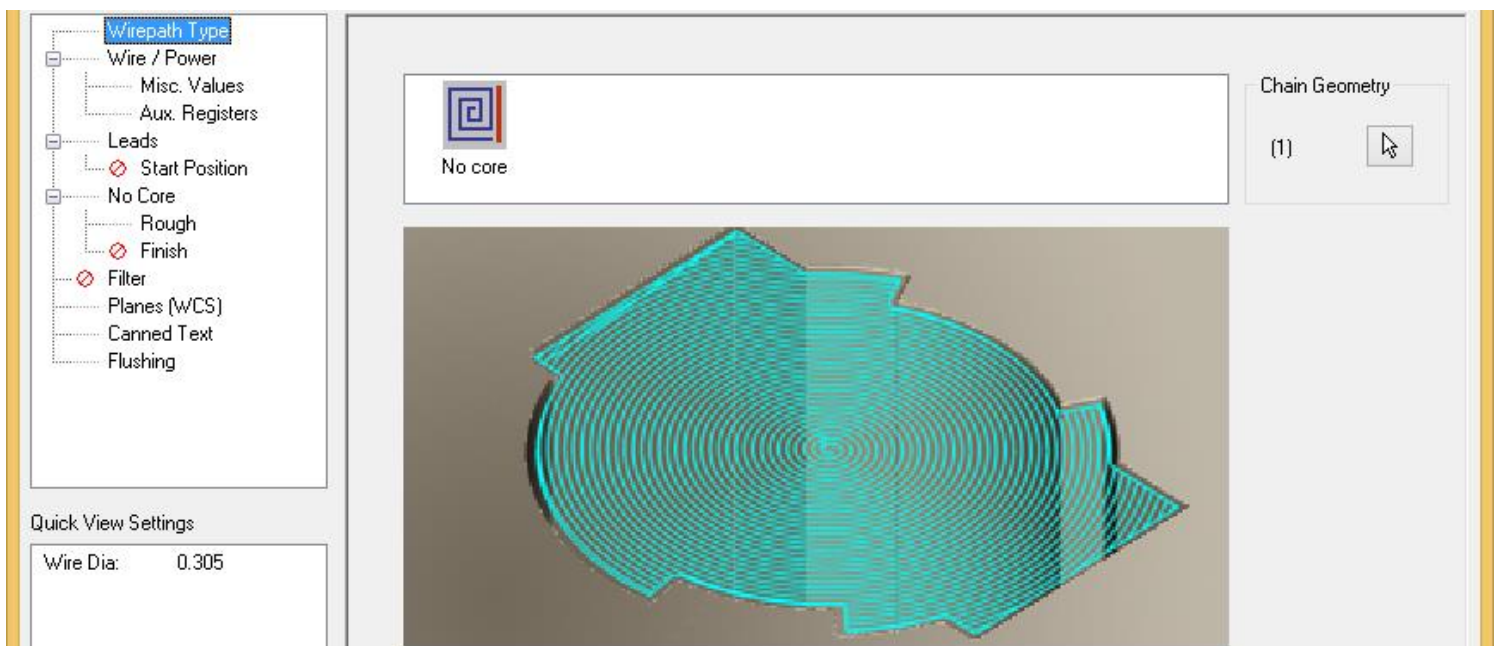 Wirepath Type
Wire / Power
Misc. Values
Aux. Registers
Leads
Start Position
No Core
Rough
Finish
Filter
Planes (WCS)
Canned Text
Flushing
Quick View Settings
Wire Dia: 0.305
No core
Chain Geometry
(1)